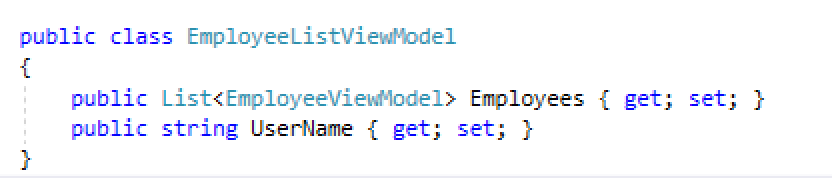 public class EmployeeListViewModel
{
    public List<EmployeeViewModel> Employees { get; set; }
    public string UserName { get; set; }
}